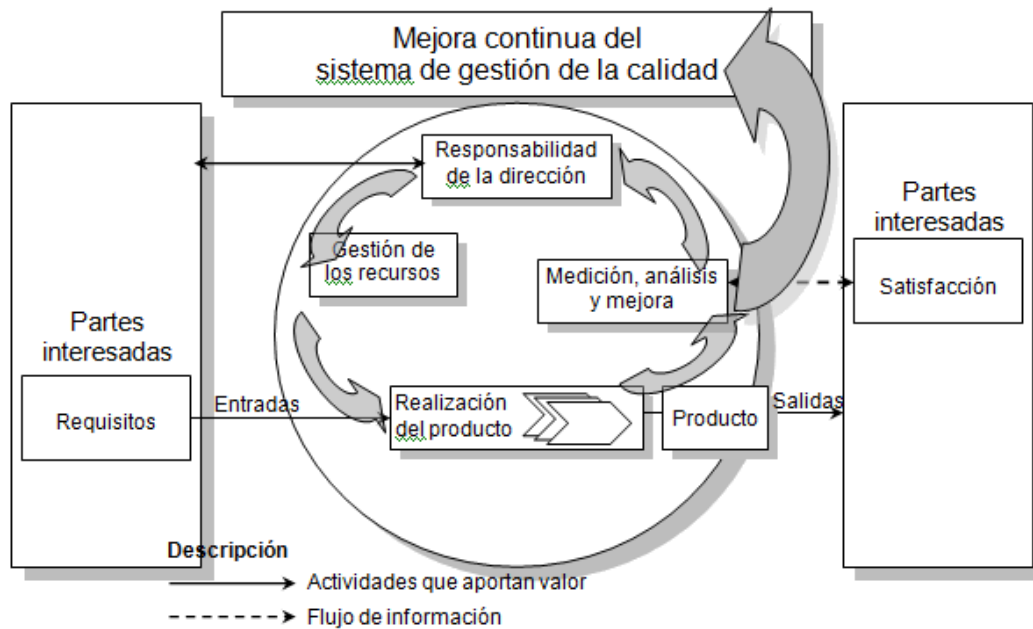 Mejora continua del
sistema de gestión de la calidad
Responsabilidad
de la dirección
Gestión de
los recursos
Medición, análisis
y mejora
Partes
interesadas
Satisfacción
Partes
interesadas
Requisitos
Entradas
Realización
del producto
Producto
Salidas
Descripción
Actividades que aportan valor
Flujo de información